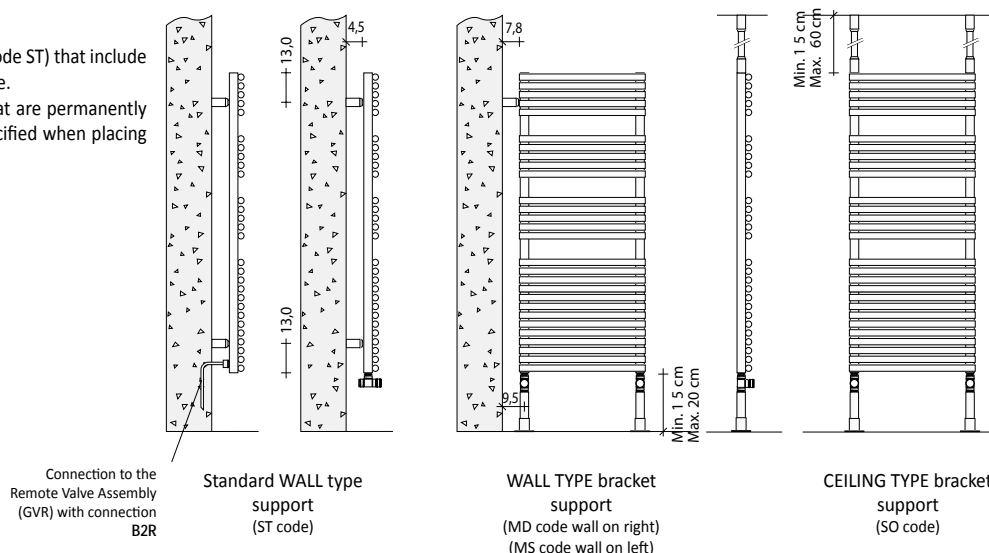 ode ST) that include
e.
at are permanently
cified when placing
13,0
4,5
13,0
7,8
9,5
Min. 1 5 cm
Max. 20 cm
Min. 1 5 cm
Max. 60 cm
Connection to the
Remote Valve Assembly
(GVR) with connection
B2R
Standard WALL type
support
(ST code)
WALL TYPE bracket
support
(MD code wall on right)
(MS code wall on left)
CEILING TYPE bracket
support
(SO code)